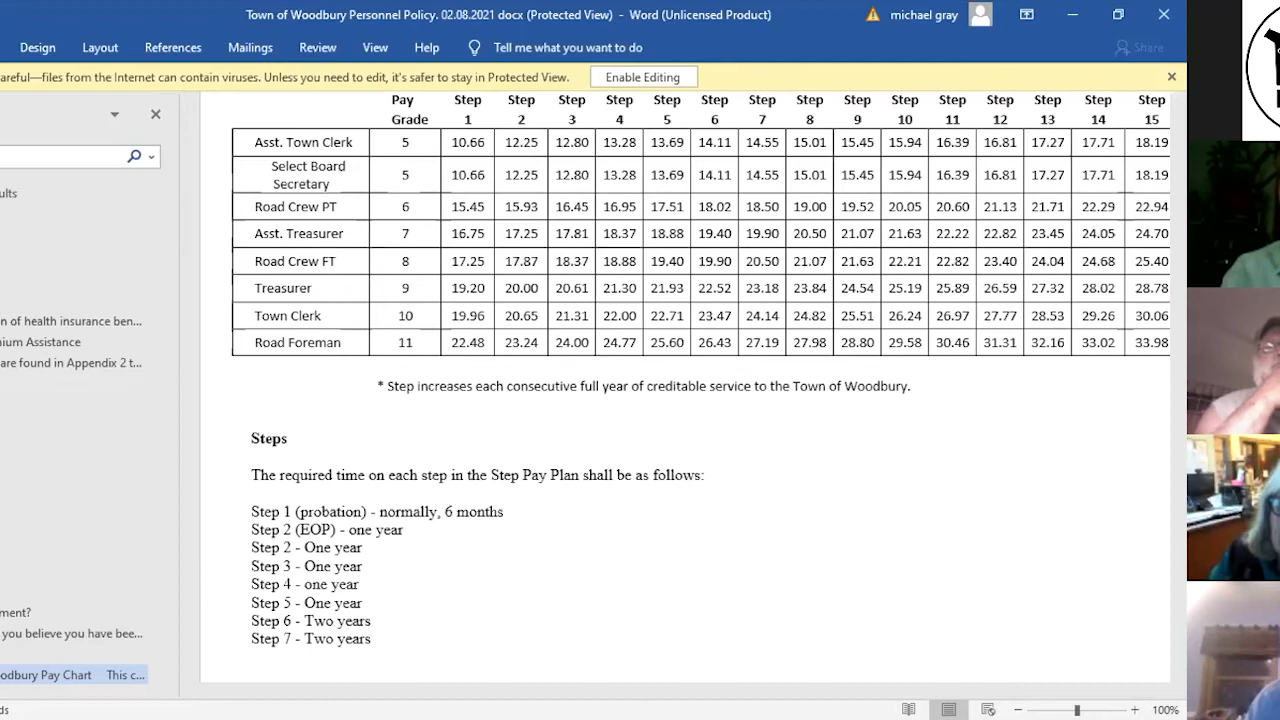 Town of Woodbury Personnel Policy. 02.08.2021 docx (Protected View) - Word (Unlicensed Product)
michael gray
Design Layout References Mailings Review View Help Tell me what you want to do Share
areful—files from the Internet can contain viruses. Unless you need to edit, it's safer to stay in Protected View. Enable Editing
ults
n of health insurance ben...
nium Assistance
are found in Appendix 2 t...
ment?
you believe you have bee...
odbury Pay Chart This c...
Pay Grade Step 1 Step 2 Step 3 Step 4 Step 5 Step 6 Step 7 Step 8 Step 9 Step 10 Step 11 Step 12 Step 13 Step 14 Step 15
Asst. Town Clerk 5 10.66 12.25 12.80 13.28 13.69 14.11 14.55 15.01 15.45 15.94 16.39 16.81 17.27 17.71 18.19
Select Board Secretary 5 10.66 12.25 12.80 13.28 13.69 14.11 14.55 15.01 15.45 15.94 16.39 16.81 17.27 17.71 18.19
Road Crew PT 6 15.45 15.93 16.45 16.95 17.51 18.02 18.50 19.00 19.52 20.05 20.60 21.13 21.71 22.29 22.94
Asst. Treasurer 7 16.75 17.25 17.81 18.37 18.88 19.40 19.90 20.50 21.07 21.63 22.22 22.82 23.45 24.05 24.70
Road Crew FT 8 17.25 17.87 18.37 18.88 19.40 19.90 20.50 21.07 21.63 22.21 22.82 23.40 24.04 24.68 25.40
Treasurer 9 19.20 20.00 20.61 21.30 21.93 22.52 23.18 23.84 24.54 25.19 25.89 26.59 27.32 28.02 28.78
Town Clerk 10 19.96 20.65 21.31 22.00 22.71 23.47 24.14 24.82 25.51 26.24 26.97 27.77 28.53 29.26 30.06
Road Foreman 11 22.48 23.24 24.00 24.77 25.60 26.43 27.19 27.98 28.80 29.58 30.46 31.31 32.16 33.02 33.98
* Step increases each consecutive full year of creditable service to the Town of Woodbury.
Steps
The required time on each step in the Step Pay Plan shall be as follows:
Step 1 (probation) - normally, 6 months
Step 2 (EOP) - one year
Step 2 - One year
Step 3 - One year
Step 4 - one year
Step 5 - One year
Step 6 - Two years
Step 7 - Two years
ds
100%